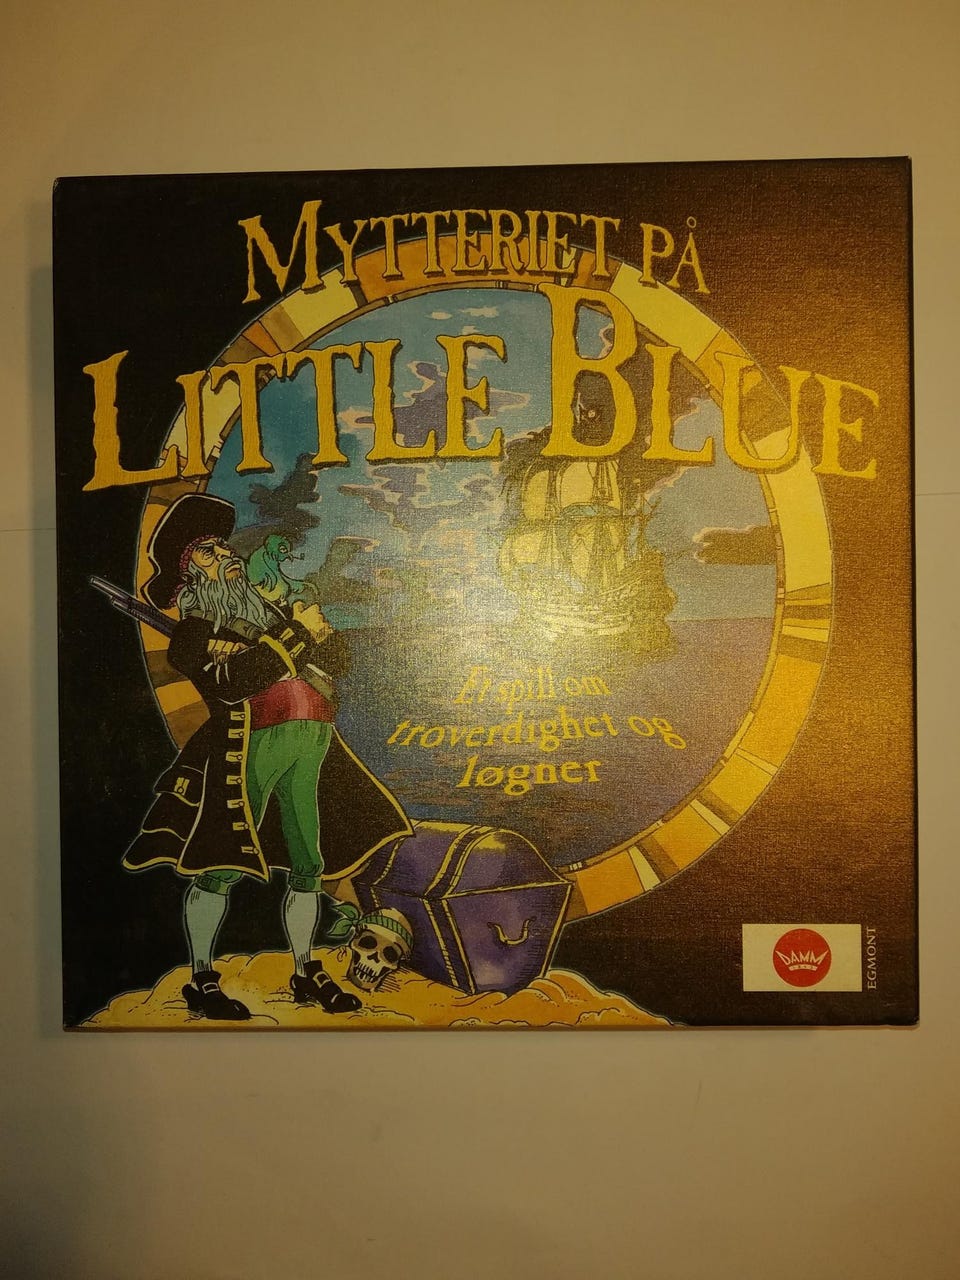 MYTTERIET PÅ
LITTLE BLUE
Et spill om
troverdighet og
løgner
DAMM
EGMONT